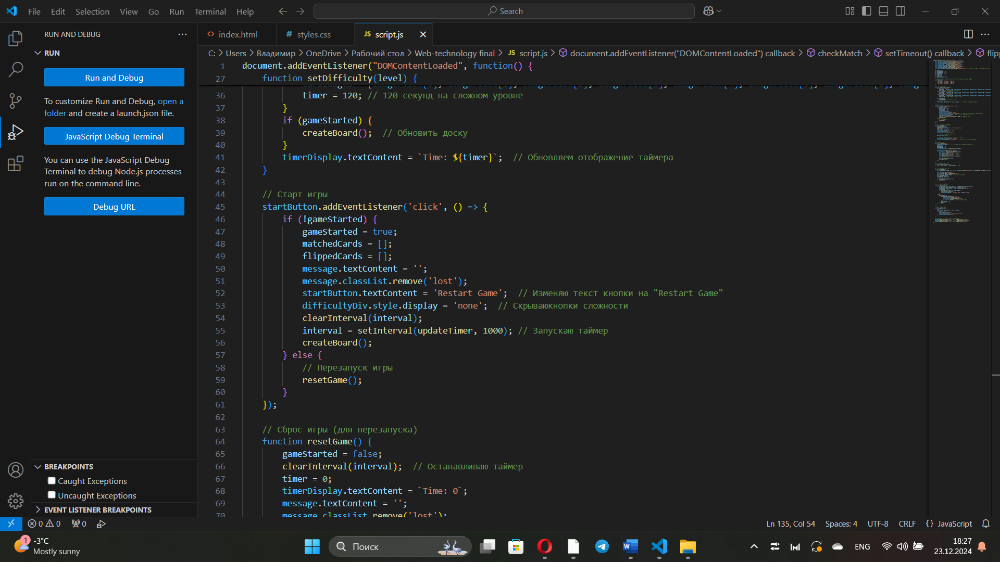 File Edit Selection View Go Run Terminal Help
Search
RUN AND DEBUG
RUN
Run and Debug
To customize Run and Debug, open a
folder and create a launch.json file.
JavaScript Debug Terminal
You can use the JavaScript Debug
Terminal to debug Node.js processes
run on the command line.
Debug URL
BREAKPOINTS
Caught Exceptions
Uncaught Exceptions
EVENT LISTENER BREAKPOINTS
index.html
# styles.css
JS script.js
C: > Users > Владимир > OneDrive > Рабочий стол > Web-technology final > JS script.js > document.addEventListener("DOMContentLoaded") callback > checkMatch > setTimeout() callback >
1 document.addEventListener("DOMContentLoaded", function() {
27 function setDifficulty(level) {
36 timer = 120; // 120 секунд на сложном уровне
37 }
38 if (gameStarted) {
39 createBoard(); // Обновить доску
40 }
41 timerDisplay.textContent = `Time: ${timer}`; // Обновляем отображение таймера
42 }
43
44 // Старт игры
45 startButton.addEventListener('click', () => {
46 if (!gameStarted) {
47 gameStarted = true;
48 matchedCards = [];
49 flippedCards = [];
50 message.textContent = '';
51 message.classList.remove('lost');
52 startButton.textContent = 'Restart Game'; // Изменяю текст кнопки на "Restart Game"
53 difficultyDiv.style.display = 'none'; // Скрываюкнопки сложности
54 clearInterval(interval);
55 interval = setInterval(updateTimer, 1000); // Запускаю таймер
56 createBoard();
57 } else {
58 // Перезапуск игры
59 resetGame();
60 }
61 });
62
63 // Сброс игры (для перезапуска)
64 function resetGame() {
65 gameStarted = false;
66 clearInterval(interval); // Останавливаю таймер
67 timer = 0;
68 timerDisplay.textContent = `Time: 0`;
69 message.textContent = '';
70 message.classList.remove('lost');
0 0 0
Ln 135, Col 54 Spaces: 4 UTF-8 CRLF {} JavaScript
1
-3°C
Mostly sunny
Поиск
ENG
18:27
23.12.2024